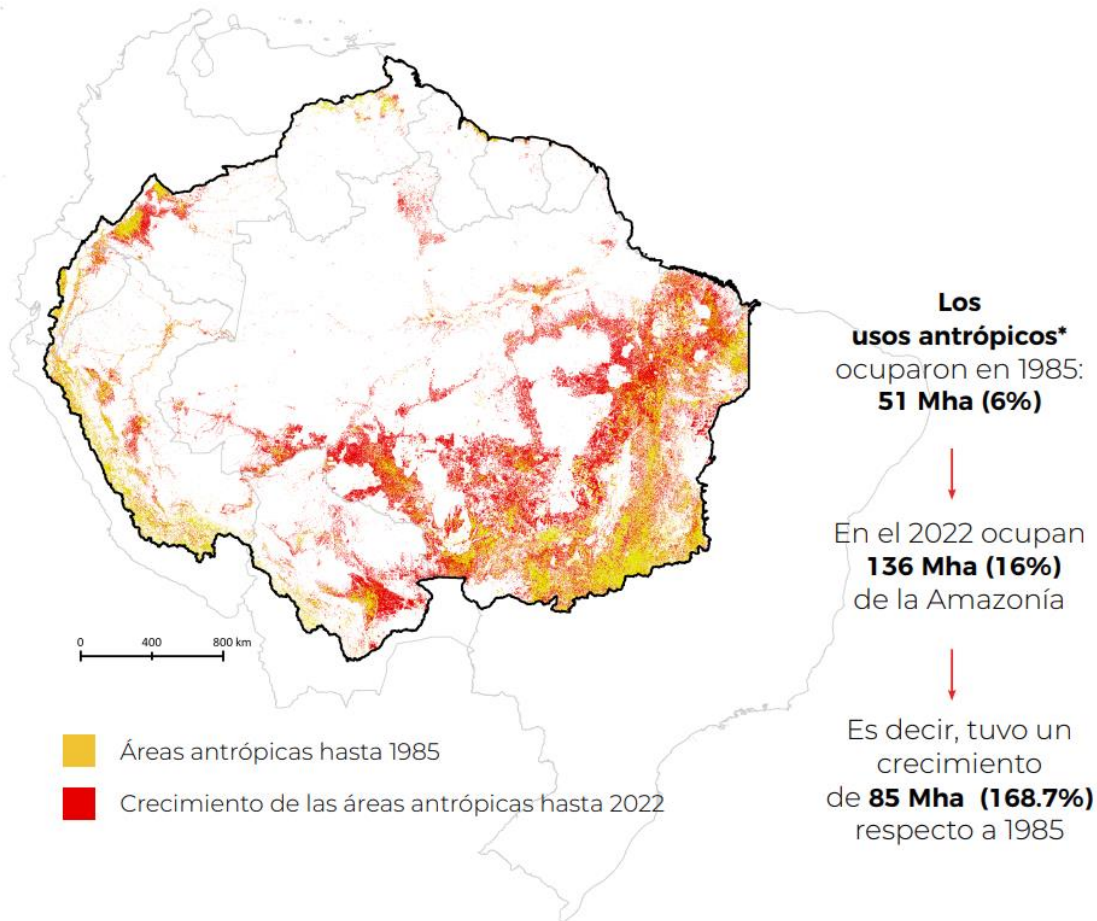 Los
usos antrópicos*
ocuparon en 1985:
51 Mha (6%)
En el 2022 ocupan
136 Mha (16%)
de la Amazonía
Es decir, tuvo un
crecimiento
de 85 Mha (168.7%)
respecto a 1985
0 400 800 km
Áreas antrópicas hasta 1985
Crecimiento de las áreas antrópicas hasta 2022